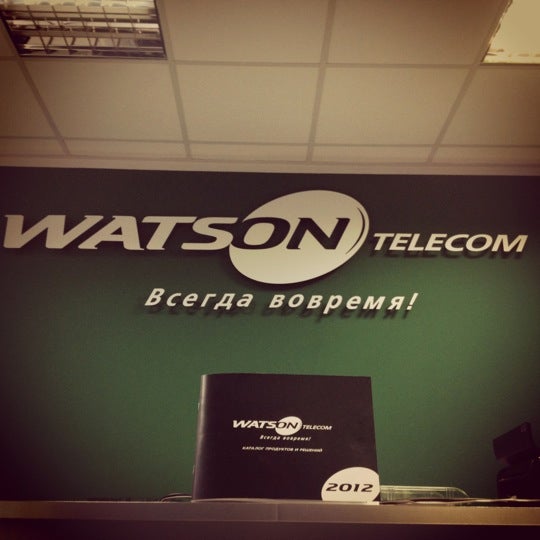 WATSON TELECOM
Всегда вовремя!
WATSON TELECOM
Всегда вовремя!
КАТАЛОГ ПРОДУКТОВ И РЕШЕНИЙ
2012